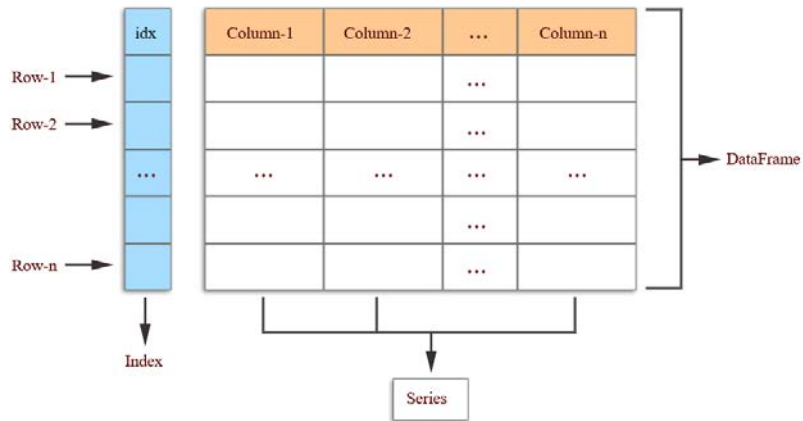 idx Column-1 Column-2 ... Column-n
Row-1 ...
Row-2 ...
... ... ... ... ...
DataFrame
...
Row-n ...
Index
Series